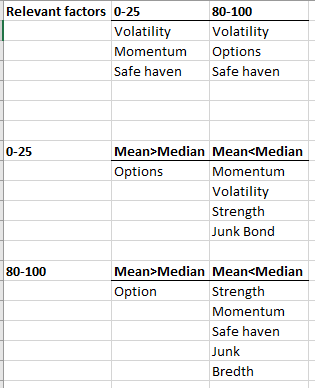 Relevant factors 0-25 80-100
Volatility Volatility
Momentum Options
Safe haven Safe haven
0-25 Mean>Median Mean<Median
Options Momentum
Volatility
Strength
Junk Bond
80-100 Mean>Median Mean<Median
Option Strength
Momentum
Safe haven
Junk
Bredth